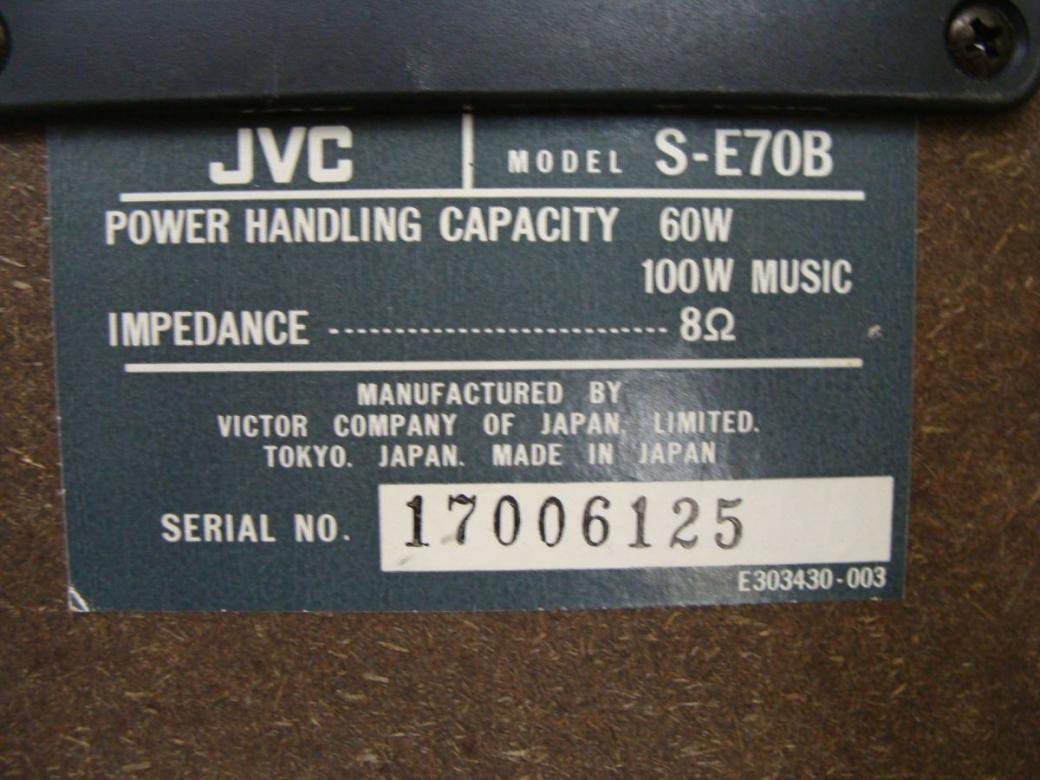 JVC MODEL S-E70B
POWER HANDLING CAPACITY 60W
100W MUSIC
IMPEDANCE --------------------------- 8Ω
MANUFACTURED BY
VICTOR COMPANY OF JAPAN, LIMITED.
TOKYO. JAPAN. MADE IN JAPAN
SERIAL NO. 17006125
E303430-003